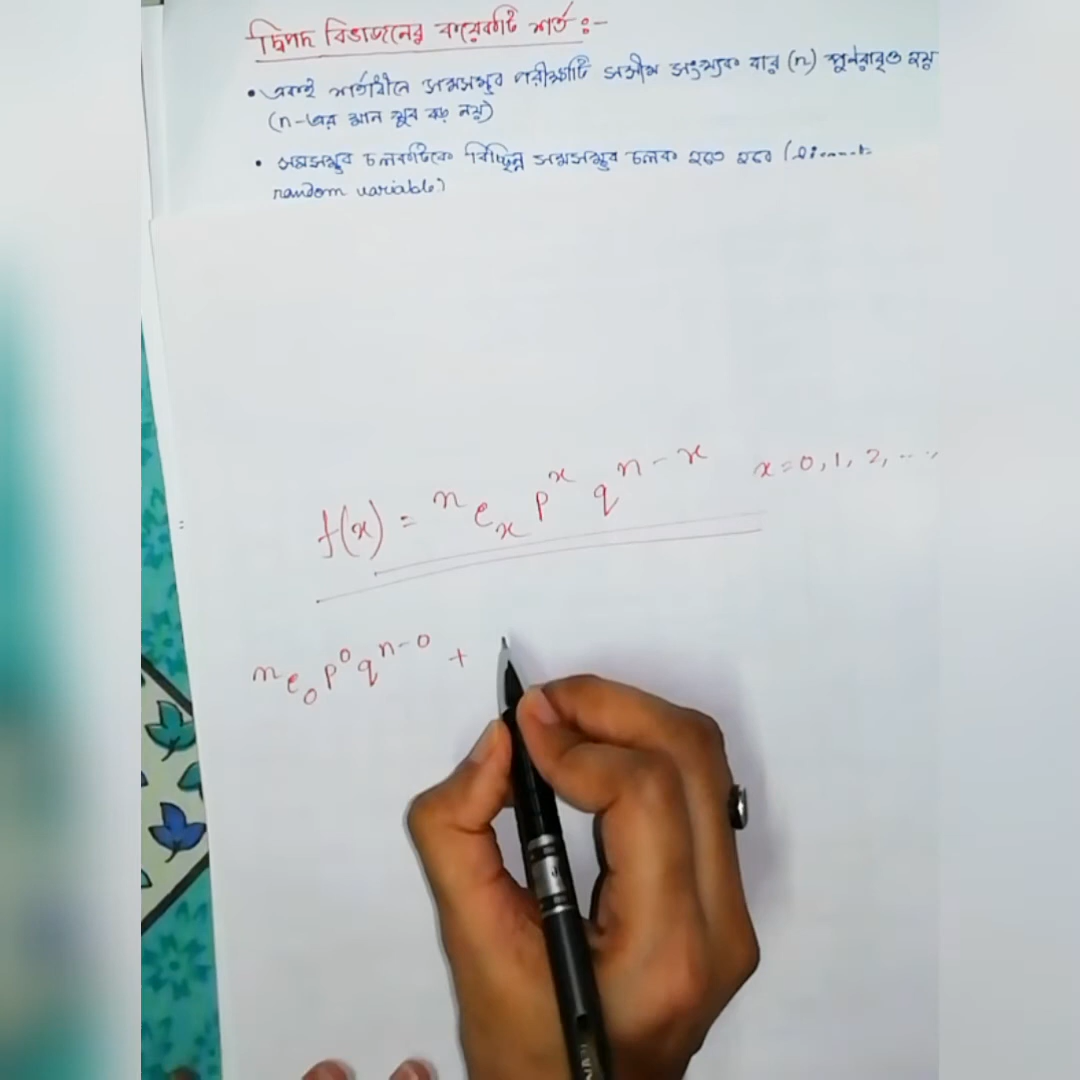 দ্বিপদ বিভাজনের কয়েকটি শর্ত :-
• একই শর্তাধীনে সমসম্ভব পরীক্ষাটি সসীম সংখ্যক বার (n) পুনরাবৃত্ত হয়
(n-এর মান খুব বড় নয়)
• সমসম্ভব চলকটিকে বিচ্ছিন্ন সমসম্ভব চলক হতে হবে (
random variable)
f(x) = ⁿcₓ pˣ qⁿ⁻ˣ x = 0, 1, 2, ....,
ⁿc₀ p⁰ qⁿ⁻⁰ +